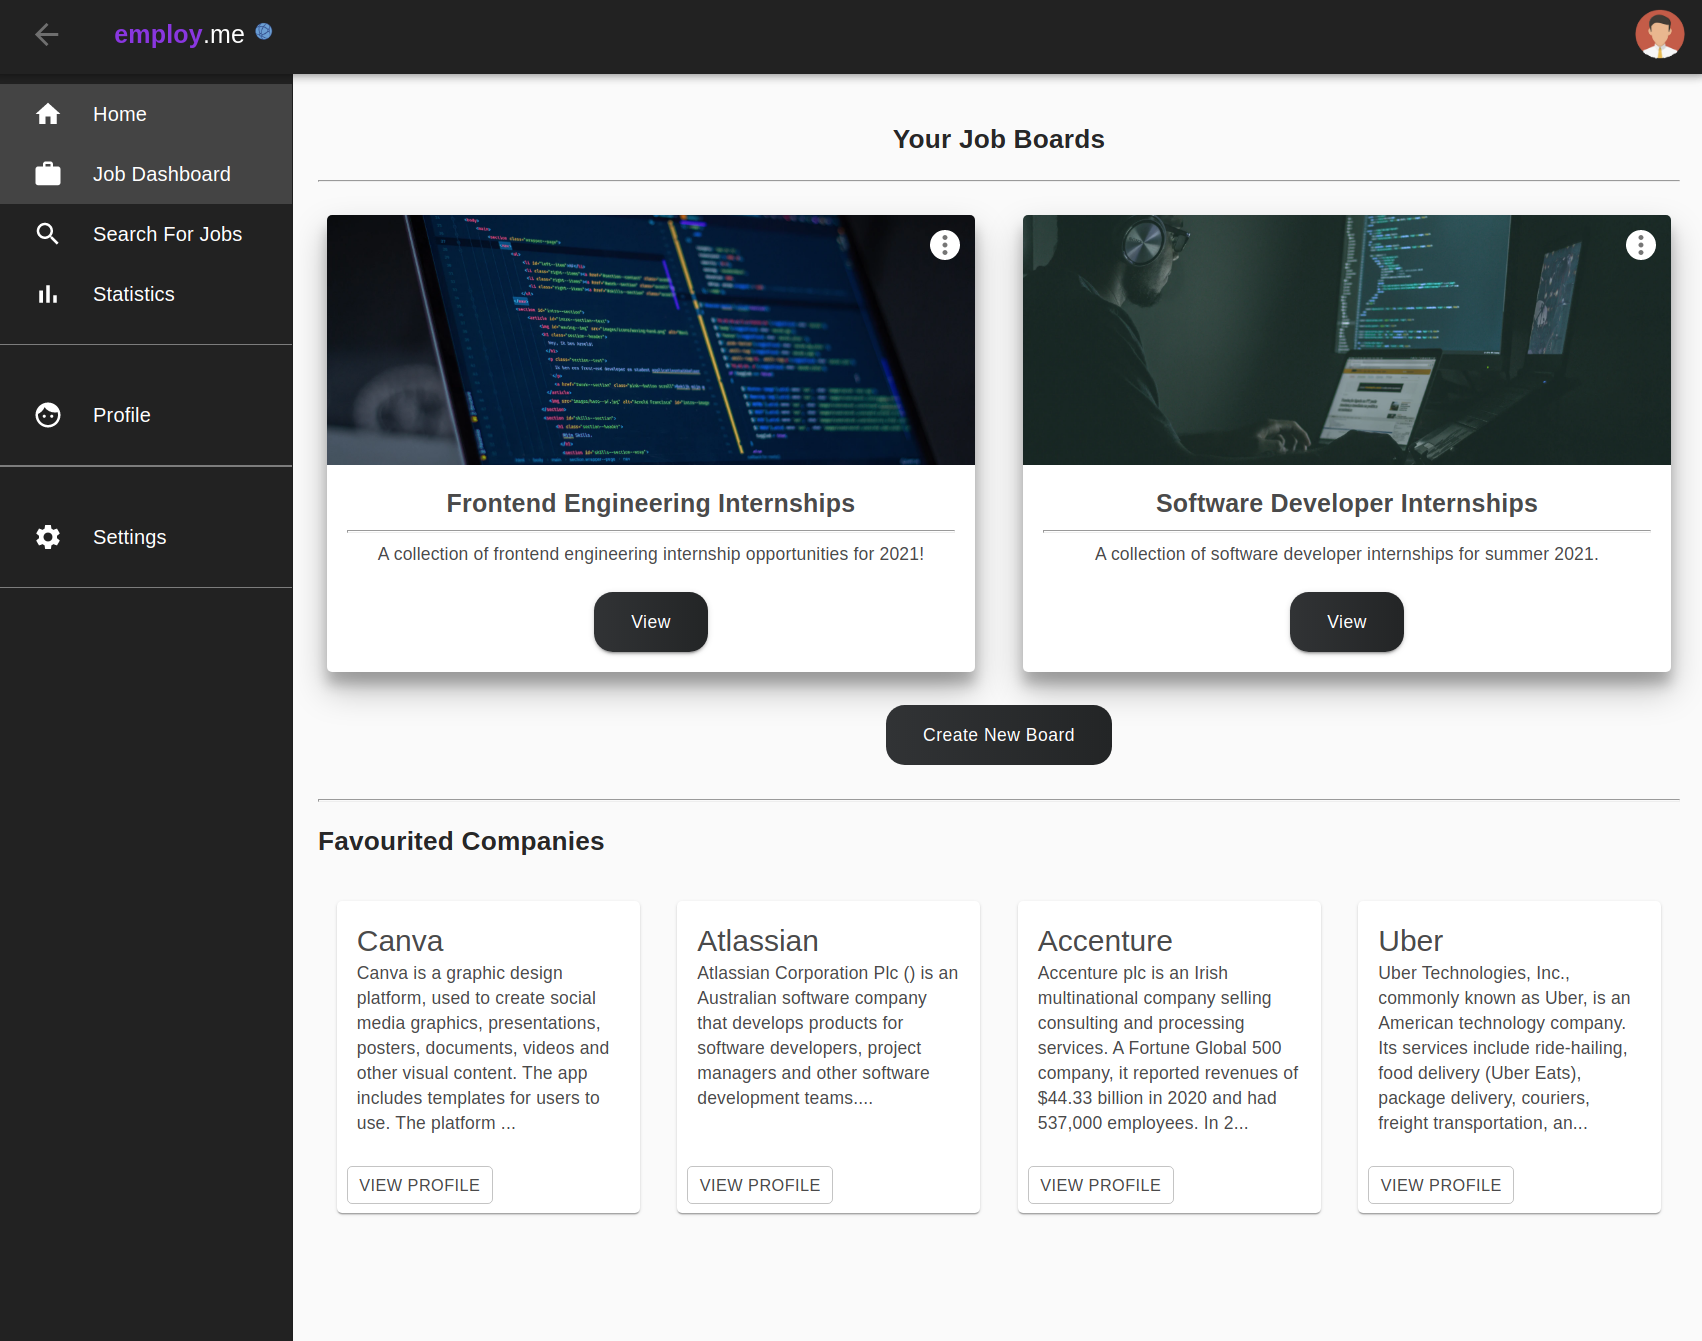 employ.me
Home
Job Dashboard
Search For Jobs
Statistics
Profile
Settings
Your Job Boards
Frontend Engineering Internships
A collection of frontend engineering internship opportunities for 2021!
View
Software Developer Internships
A collection of software developer internships for summer 2021.
View
Create New Board
Favourited Companies
Canva
Canva is a graphic design
platform, used to create social
media graphics, presentations,
posters, documents, videos and
other visual content. The app
includes templates for users to
use. The platform ...
VIEW PROFILE
Atlassian
Atlassian Corporation Plc () is an
Australian software company
that develops products for
software developers, project
managers and other software
development teams....
VIEW PROFILE
Accenture
Accenture plc is an Irish
multinational company selling
consulting and processing
services. A Fortune Global 500
company, it reported revenues of
$44.33 billion in 2020 and had
537,000 employees. In 2...
VIEW PROFILE
Uber
Uber Technologies, Inc.,
commonly known as Uber, is an
American technology company.
Its services include ride-hailing,
food delivery (Uber Eats),
package delivery, couriers,
freight transportation, an...
VIEW PROFILE